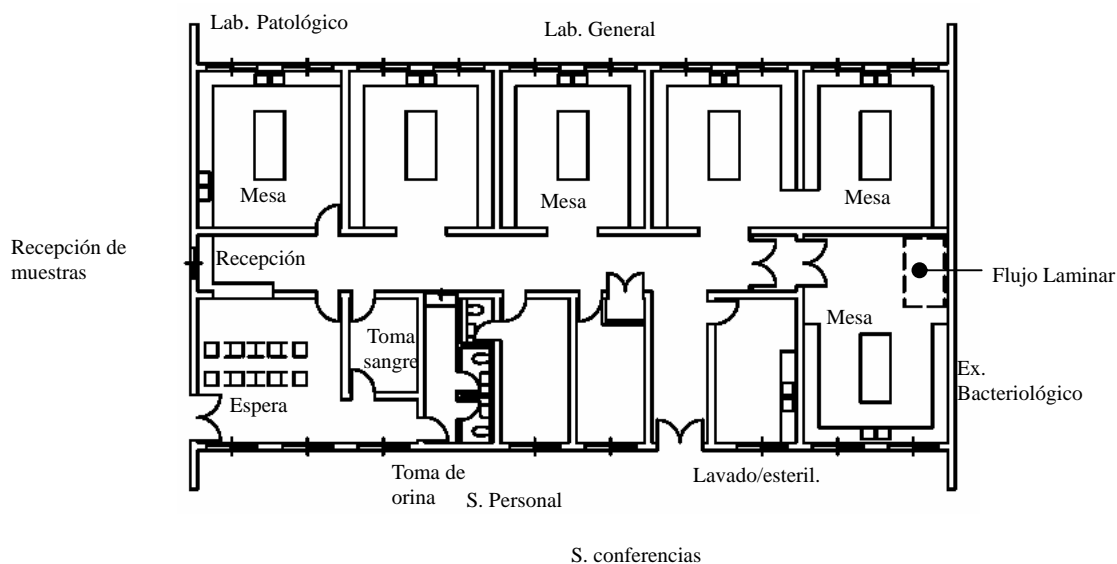 Lab. Patológico
Lab. General
Mesa
Mesa
Mesa
Recepción de
muestras
Recepción
Flujo Laminar
Mesa
Toma
sangre
Espera
Ex.
Bacteriológico
Toma de
orina
S. Personal
Lavado/esteril.
S. conferencias